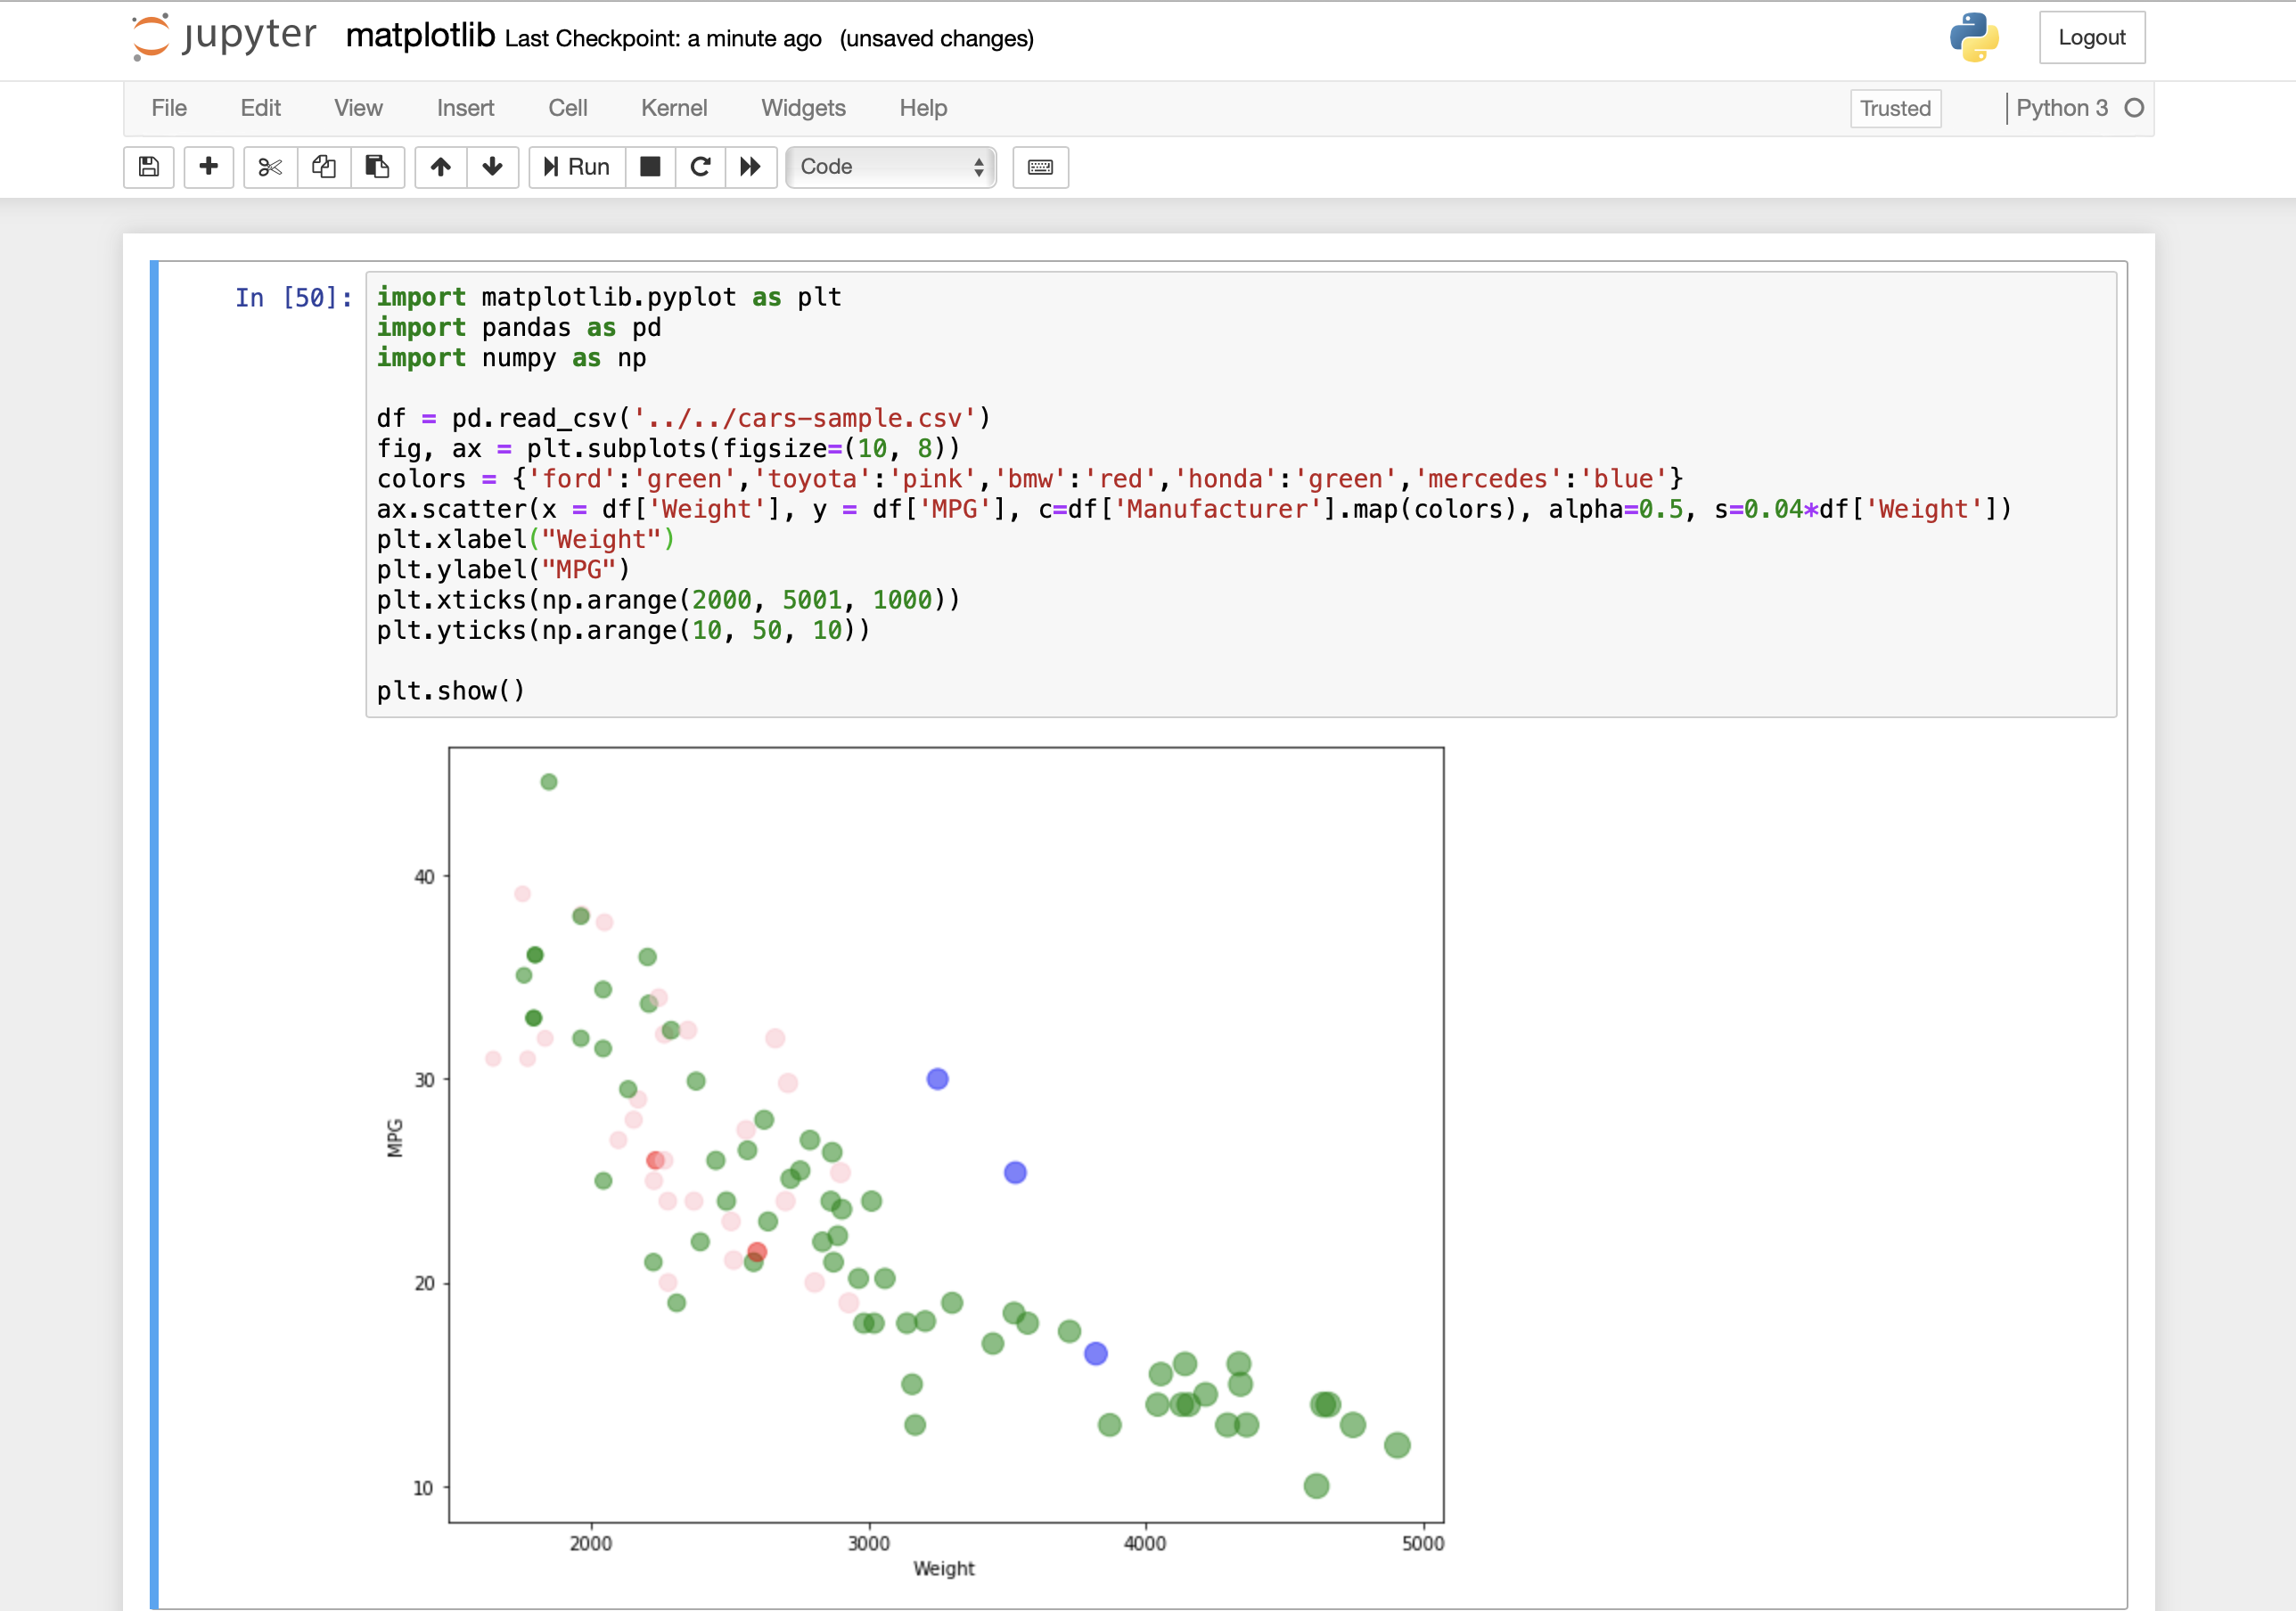 jupyter matplotlib Last Checkpoint: a minute ago (unsaved changes)
Logout
File Edit View Insert Cell Kernel Widgets Help
Trusted
Python 3
Run
Code
In [50]:
import matplotlib.pyplot as plt
import pandas as pd
import numpy as np
df = pd.read_csv('../../cars-sample.csv')
fig, ax = plt.subplots(figsize=(10, 8))
colors = {'ford':'green','toyota':'pink','bmw':'red','honda':'green','mercedes':'blue'}
ax.scatter(x = df['Weight'], y = df['MPG'], c=df['Manufacturer'].map(colors), alpha=0.5, s=0.04*df['Weight'])
plt.xlabel("Weight")
plt.ylabel("MPG")
plt.xticks(np.arange(2000, 5001, 1000))
plt.yticks(np.arange(10, 50, 10))
plt.show()
40
30
MPG
20
10
2000 3000 4000 5000
Weight